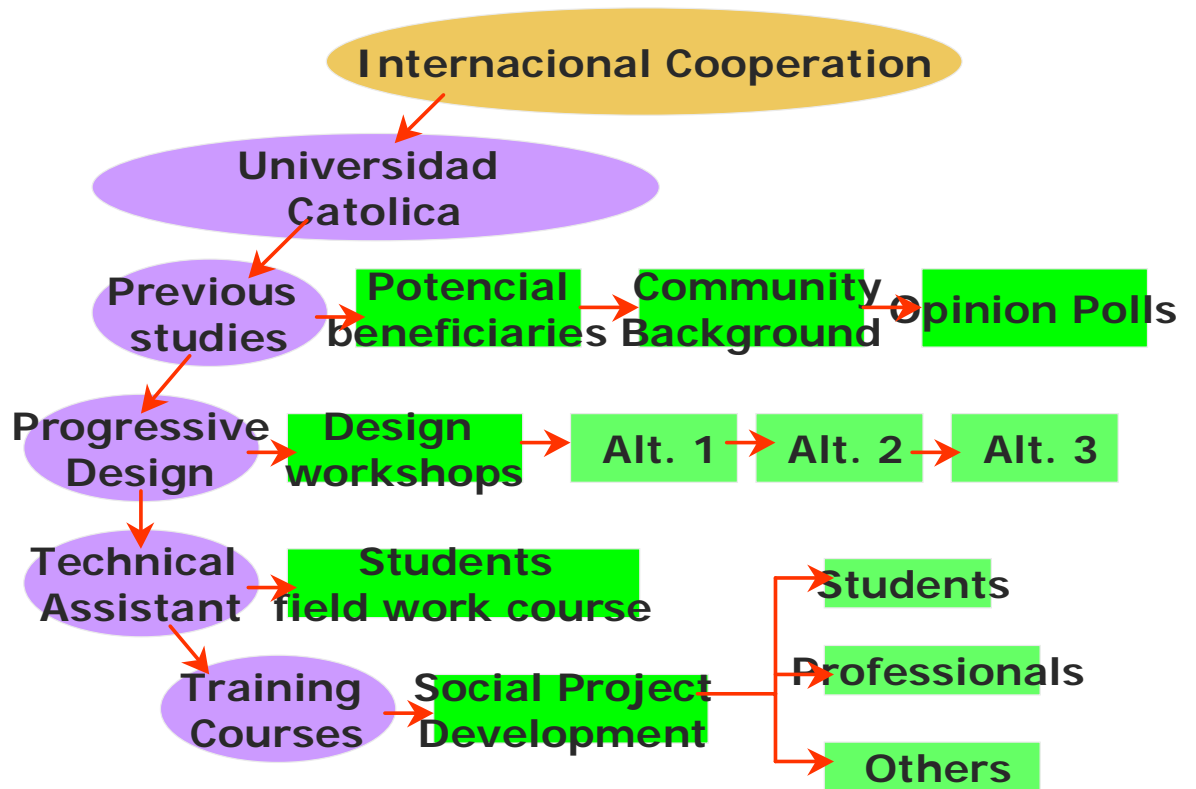 Internacional Cooperation
Universidad
Catolica
Previous
studies
Potencial
beneficiaries
Community
Background
Opinion Polls
Progressive
Design
Design
workshops
Alt. 1
Alt. 2
Alt. 3
Technical
Assistant
Students
field work course
Students
Professionals
Others
Training
Courses
Social Project
Development